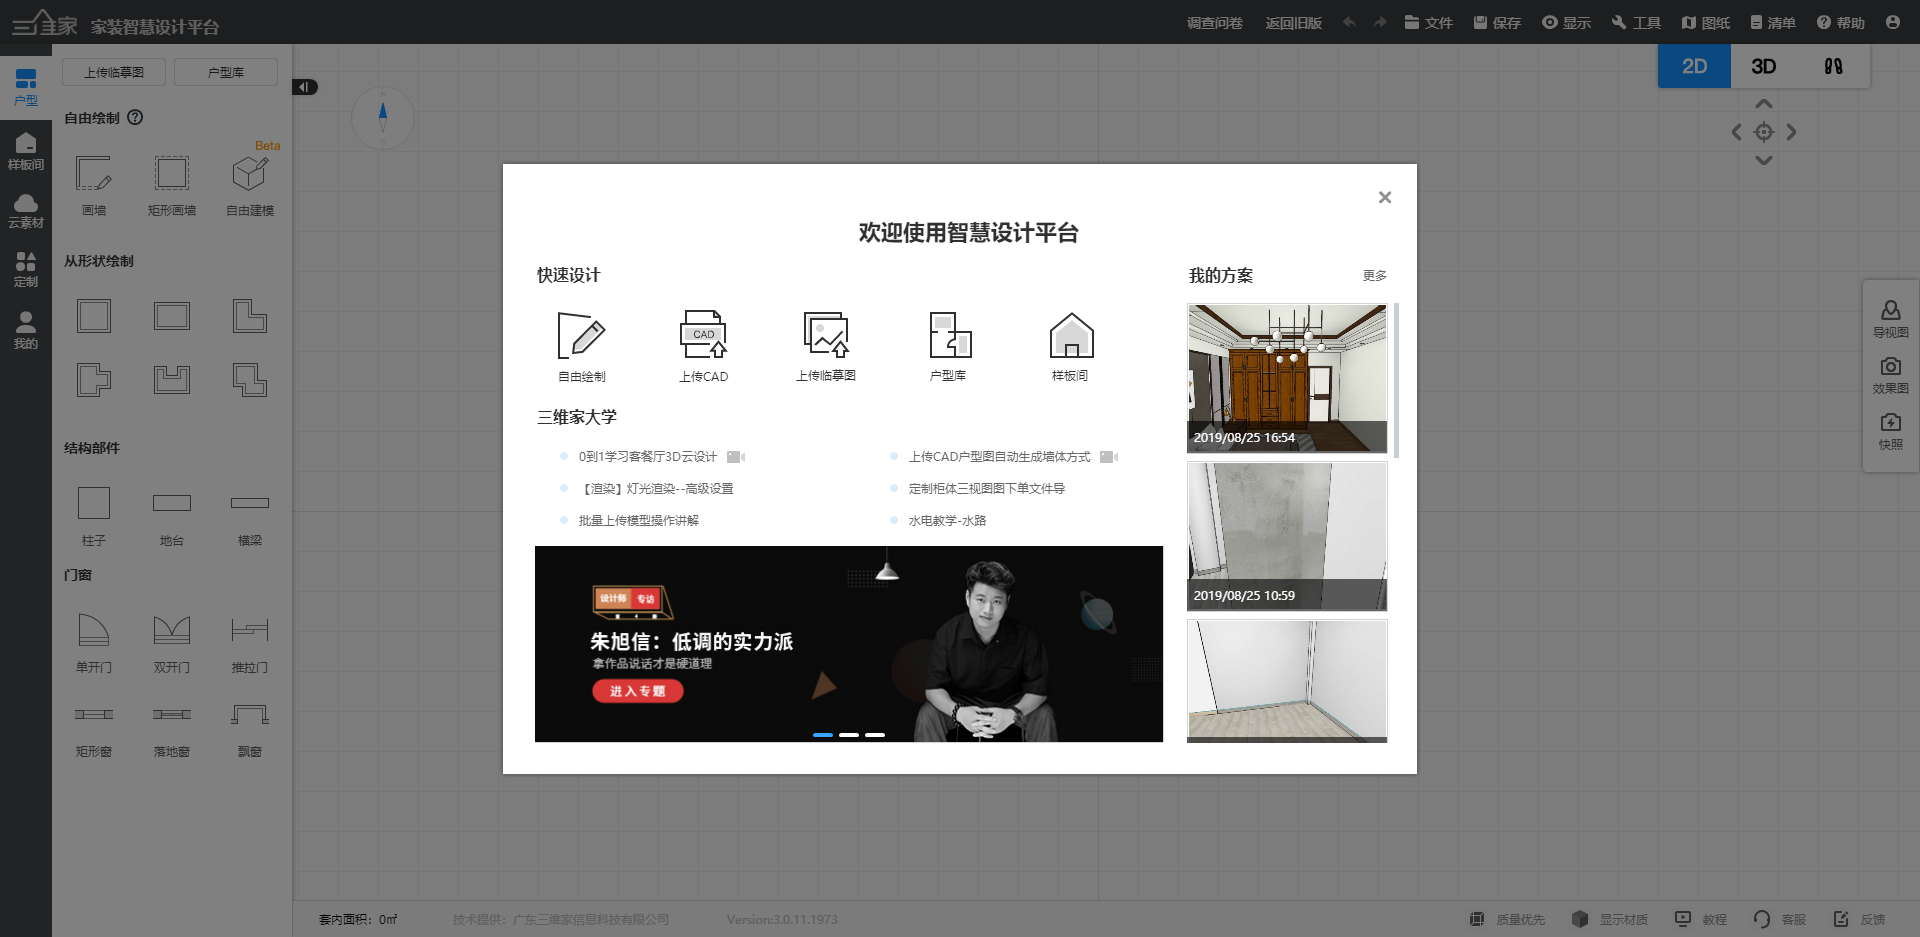 三维家 家装智慧设计平台
调查问卷 返回旧版 文件 保存 显示 工具 图纸 清单 帮助
2D 3D
户型
样板间
云素材
定制
我的
上传临摹图 户型库
自由绘制
Beta
画墙 矩形画墙 自由建模
从形状绘制
结构部件
柱子 地台 横梁
门窗
单开门 双开门 推拉门
矩形窗 落地窗 飘窗
欢迎使用智慧设计平台
快速设计
CAD
自由绘制 上传CAD 上传临摹图 户型库 样板间
三维家大学
0到1学习客餐厅3D云设计 上传CAD户型图自动生成墙体方式
【渲染】灯光渲染--高级设置 定制柜体三视图图下单文件导
批量上传模型操作讲解 水电教学-水路
设计师 专访
朱旭信：低调的实力派
拿作品说话才是硬道理
进入专题
我的方案 更多
2019/08/25 16:54
2019/08/25 10:59
导视图
效果图
快照
套内面积：0㎡ 技术提供：广东三维家信息科技有限公司 Version:3.0.11.1973
质量优先 显示材质 教程 客服 反馈